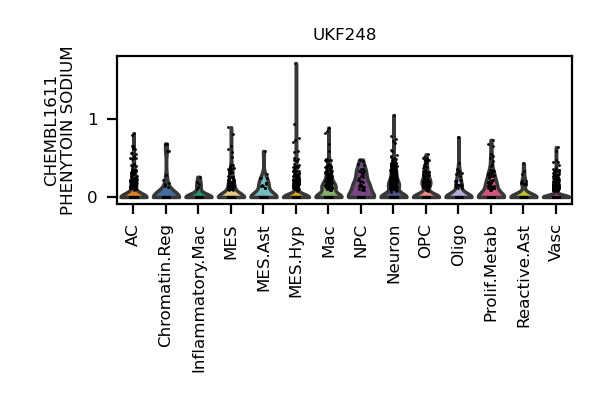 UKF248
CHEMBL1611
PHENYTOIN SODIUM
1
0
AC
Chromatin.Reg
Inflammatory.Mac
MES
MES.Ast
MES.Hyp
Mac
NPC
Neuron
OPC
Oligo
Prolif.Metab
Reactive.Ast
Vasc